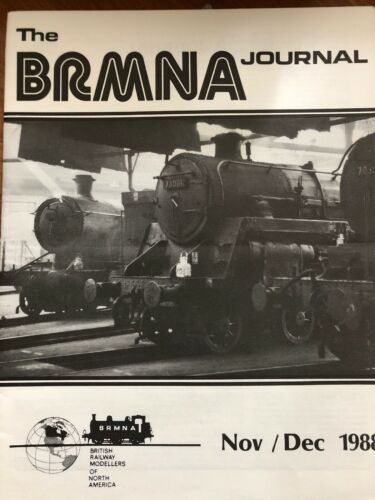 The
BRMNA JOURNAL
BRMNA
BRITISH
RAILWAY
MODELLERS
OF
NORTH
AMERICA
Nov / Dec 1988